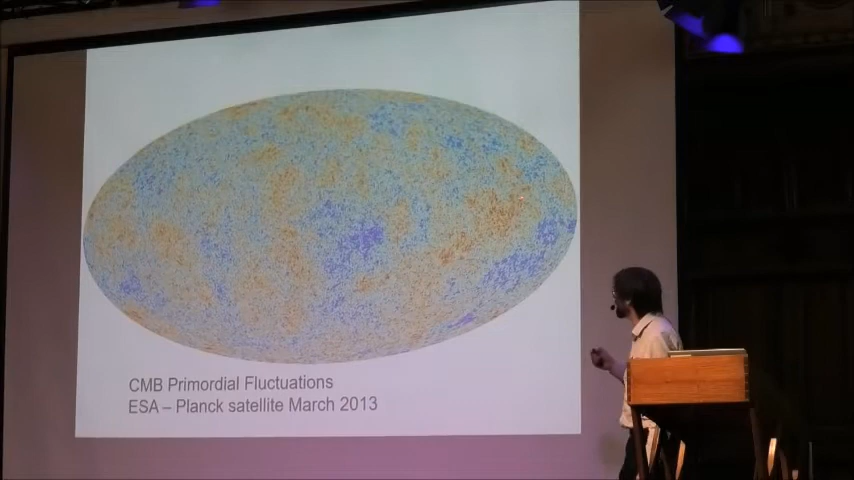 CMB Primordial Fluctuations
ESA – Planck satellite March 2013